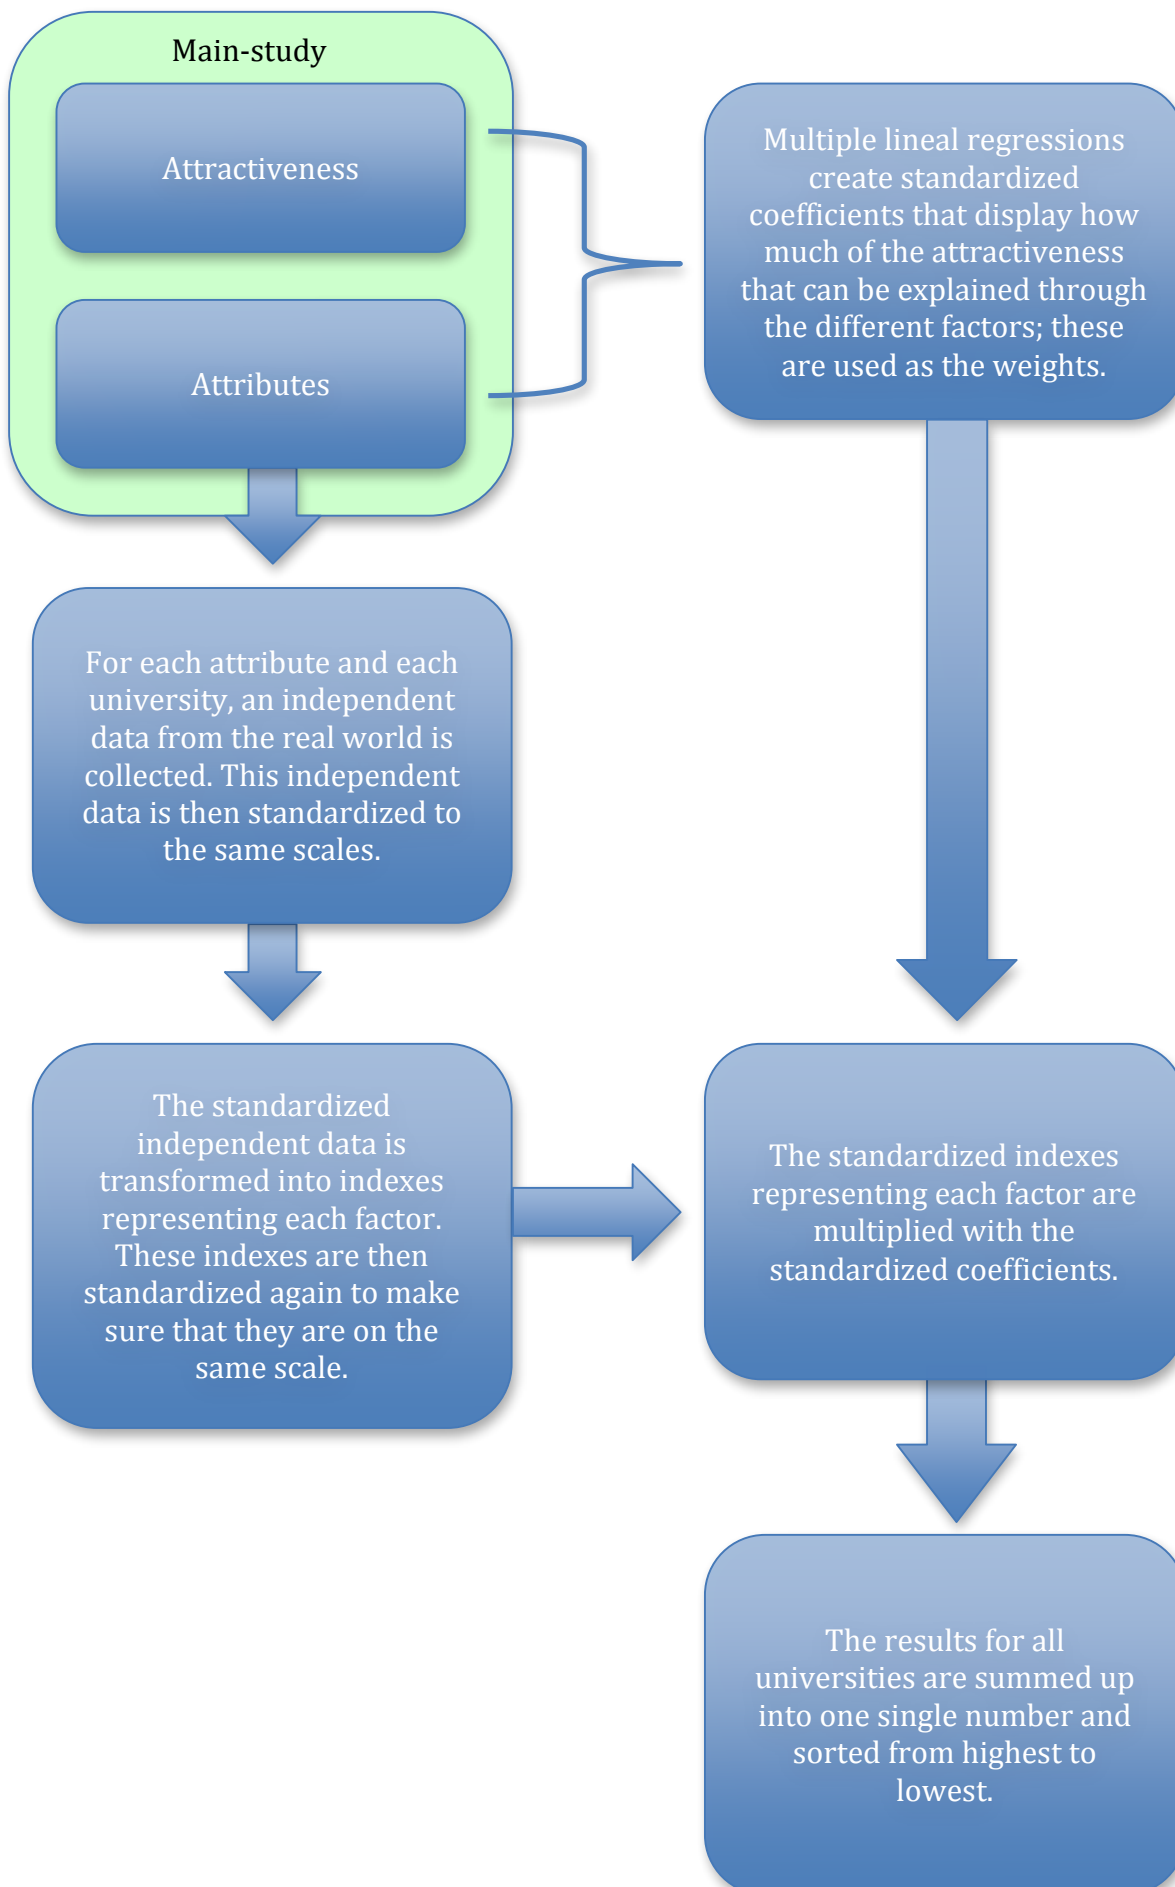 Main-study
Attractiveness
Attributes
Multiple lineal regressions
create standardized
coefficients that display how
much of the attractiveness
that can be explained through
the different factors; these
are used as the weights.
For each attribute and each
university, an independent
data from the real world is
collected. This independent
data is then standardized to
the same scales.
The standardized
independent data is
transformed into indexes
representing each factor.
These indexes are then
standardized again to make
sure that they are on the
same scale.
The standardized indexes
representing each factor are
multiplied with the
standardized coefficients.
The results for all
universities are summed up
into one single number and
sorted from highest to
lowest.